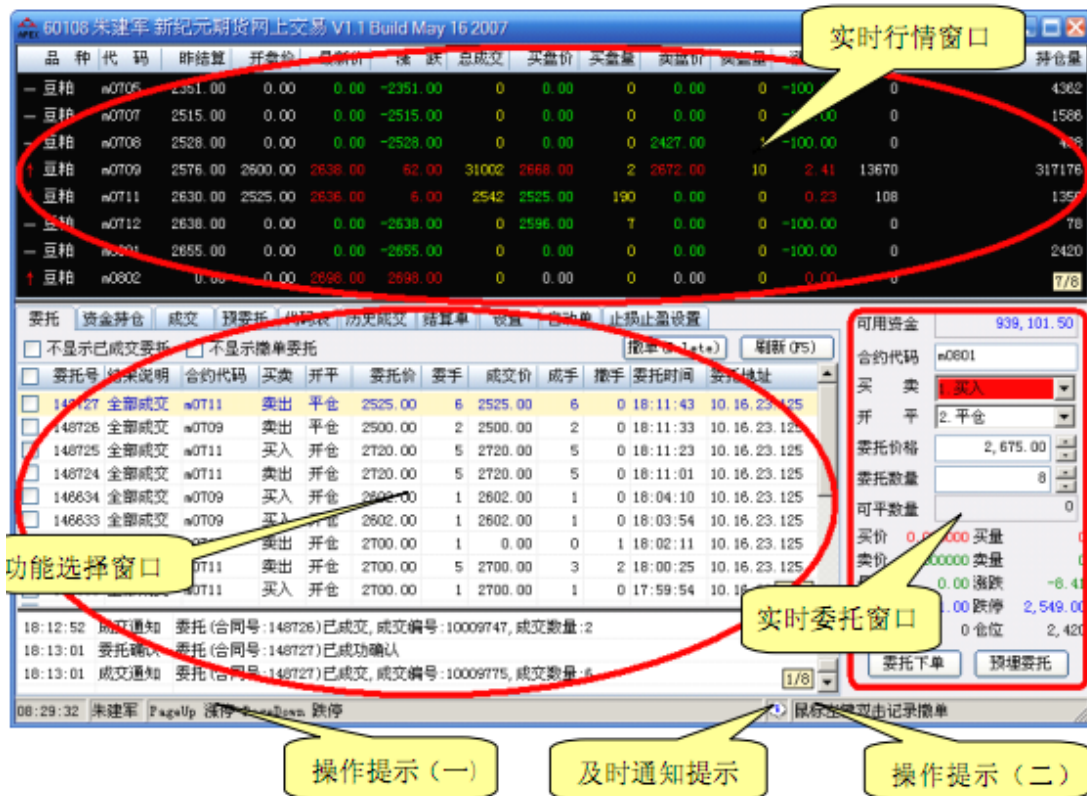 60108 朱建军 新纪元期货网上交易 V1.1 Build May 16 2007
实时行情窗口
品 种 代 码 昨结算 开盘价 最新价 涨 跌 总成交 买盘价 买盘量 卖盘价 卖盘量 持仓量
— 豆粕 m0705 2351.00 0.00 0.00 -2351.00 0 0.00 0 0.00 0 -100. 0 4362
— 豆粕 m0707 2515.00 0.00 0.00 -2515.00 0 0.00 0 0.00 0 0 1586
— 豆粕 m0708 2528.00 0.00 0.00 -2528.00 0 0.00 0 2427.00 -100.00 0
↑ 豆粕 m0709 2576.00 2600.00 2638.00 62.00 31002 2668.00 2 2672.00 10 2.41 13670 317176
豆粕 m0711 2630.00 2525.00 2636.00 6.00 2542 2525.00 190 0.00 0 0.23 108
— 豆粕 m0712 2638.00 0.00 0.00 -2638.00 0 2596.00 7 0.00 0 -100.00 0 78
— 豆粕 2655.00 0.00 0.00 -2655.00 0 0.00 0 0.00 0 -100.00 0 2420
↑ 豆粕 m0802 0.00 0.00 2698.00 2698.00 0 0.00 0 0.00 0 0.00 0 7/8
委托 资金持仓 成交 预委托 代码表 历史成交 结算单 设置 自动单 止损止盈设置
不显示已成交委托 不显示撤单委托 撤单(Delete) 刷新(F5)
委托号 结果说明 合约代码 买卖 开平 委托价 委手 成交价 成手 撤手 委托时间 委托地址
148727 全部成交 m0711 卖出 平仓 2525.00 6 2525.00 6 0 18:11:43 10.16.23.125
148726 全部成交 m0709 卖出 平仓 2500.00 2 2500.00 2 0 18:11:33 10.16.23.125
148725 全部成交 m0711 买入 开仓 2720.00 5 2720.00 5 0 18:11:23 10.16.23.125
148724 全部成交 m0711 卖出 开仓 2720.00 5 2720.00 5 0 18:11:01 10.16.23.125
146634 全部成交 m0709 买入 开仓 2602.00 1 2602.00 1 0 18:04:10 10.16.23.125
146633 全部成交 m0709 买入 开仓 2602.00 1 2602.00 1 0 18:03:54 10.16.23.125
卖出 开仓 2700.00 1 0.00 0 1 18:02:11 10.16.23.125
m0711 卖出 开仓 2700.00 5 2700.00 3 2 18:00:25 10.16.23.125
m0711 买入 开仓 2700.00 1 2700.00 1 0 17:59:54
功能选择窗口
18:12:52 成交通知 委托(合同号:148726)已成交,成交编号:10009747,成交数量:2
18:13:01 委托确认 委托(合同号:148727)已成功确认
18:13:01 成交通知 委托(合同号:148727)已成交,成交编号:10009775,成交数量:6
1/8
可用资金 939,101.50
合约代码 m0801
买 卖 1.买入
开 平 2.平仓
委托价格 2,675.00
委托数量 8
可平数量 0
买价 买量
卖价 卖量
0.00 涨跌
跌停 2,549.00
0 仓位 2,420
实时委托窗口
委托下单 预埋委托
08:29:32 朱建军 PageUp 涨停 PageDown 跌停 鼠标左键双击记录撤单
操作提示（一）
及时通知提示
操作提示（二）